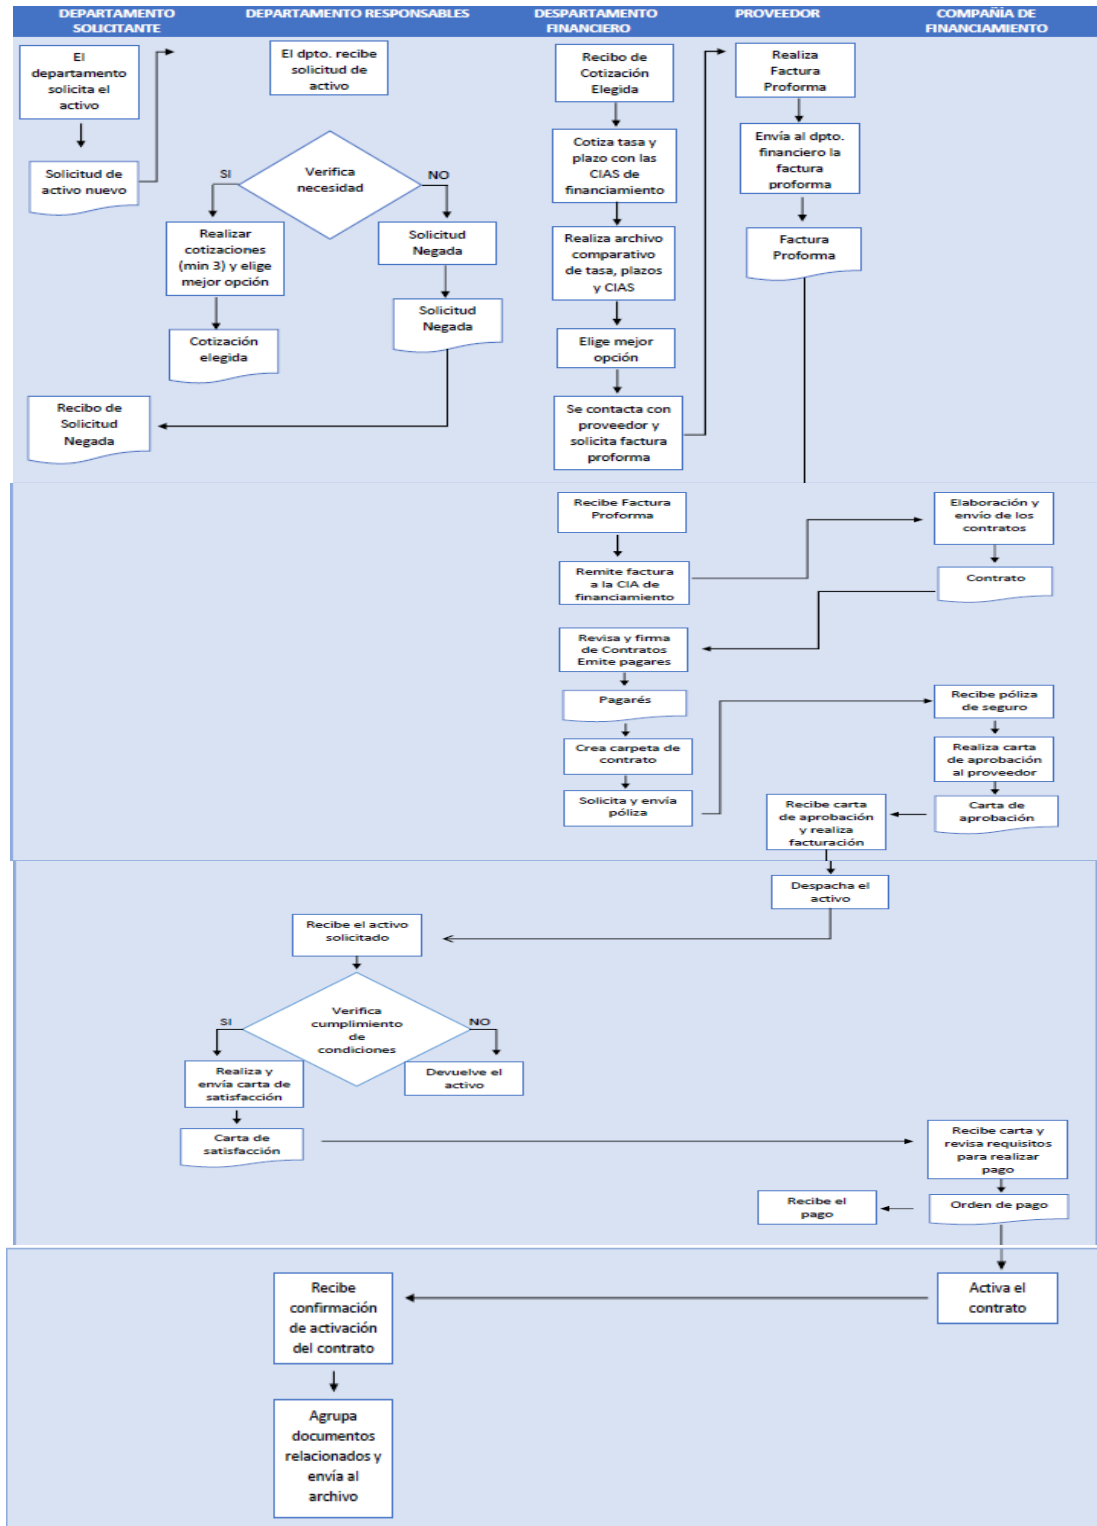 DEPARTAMENTO
SOLICITANTE
DEPARTAMENTO RESPONSABLES
DESPARTAMENTO
FINANCIERO
PROVEEDOR
COMPAÑÍA DE
FINANCIAMIENTO
El
departamento
solicita el
activo
Solicitud de
activo nuevo
El dpto. recibe
solicitud de
activo
Verifica
necesidad
SI
NO
Realizar
cotizaciones
(min 3) y elige
mejor opción
Cotización
elegida
Solicitud
Negada
Solicitud
Negada
Recibo de
Solicitud
Negada
Recibo de
Cotización
Elegida
Cotiza tasa y
plazo con las
CIAS de
financiamiento
Realiza archivo
comparativo
de tasa, plazos
y CIAS
Elige mejor
opción
Se contacta con
proveedor y
solicita factura
proforma
Realiza
Factura
Proforma
Envía al dpto.
financiero la
factura
proforma
Factura
Proforma
Recibe Factura
Proforma
Remite factura
a la CIA de
financiamiento
Elaboración y
envío de los
contratos
Contrato
Revisa y firma
de Contratos
Emite pagares
Pagarés
Crea carpeta de
contrato
Solicita y envía
póliza
Recibe póliza
de seguro
Realiza carta
de aprobación
al proveedor
Carta de
aprobación
Recibe carta
de aprobación
y realiza
facturación
Despacha el
activo
Recibe el activo
solicitado
Verifica
cumplimiento
de
condiciones
SI
NO
Realiza y
envía carta de
satisfacción
Devuelve el
activo
Carta de
satisfacción
Recibe carta y
revisa requisitos
para realizar
pago
Orden de pago
Recibe el
pago
Activa el
contrato
Recibe
confirmación
de activación
del contrato
Agrupa
documentos
relacionados y
envía al
archivo